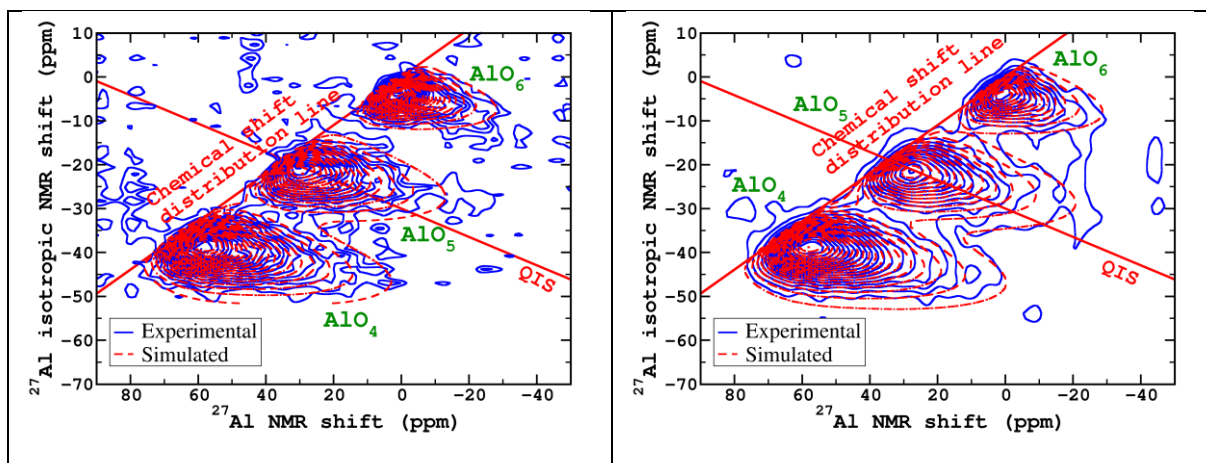 10
0
-10
-20
-30
-40
-50
-60
-70
²⁷Al isotropic NMR shift (ppm)
Chemical shift
distribution line
AlO₆
AlO₅
AlO₄
QIS
Experimental
Simulated
80 60 40 20 0 -20 -40
²⁷Al NMR shift (ppm)
10
0
-10
-20
-30
-40
-50
-60
-70
²⁷Al isotropic NMR shift (ppm)
Chemical shift
distribution line
AlO₆
AlO₅
AlO₄
QIS
Experimental
Simulated
80 60 40 20 0 -20 -40
²⁷Al NMR shift (ppm)